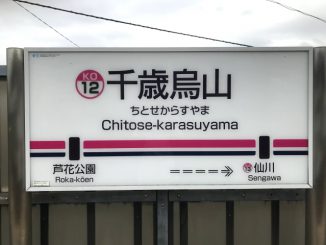 KO
12
千歳烏山
ちとせからすやま
Chitose-karasuyama
芦花公園
Roka-kōen
仙川
Sengawa